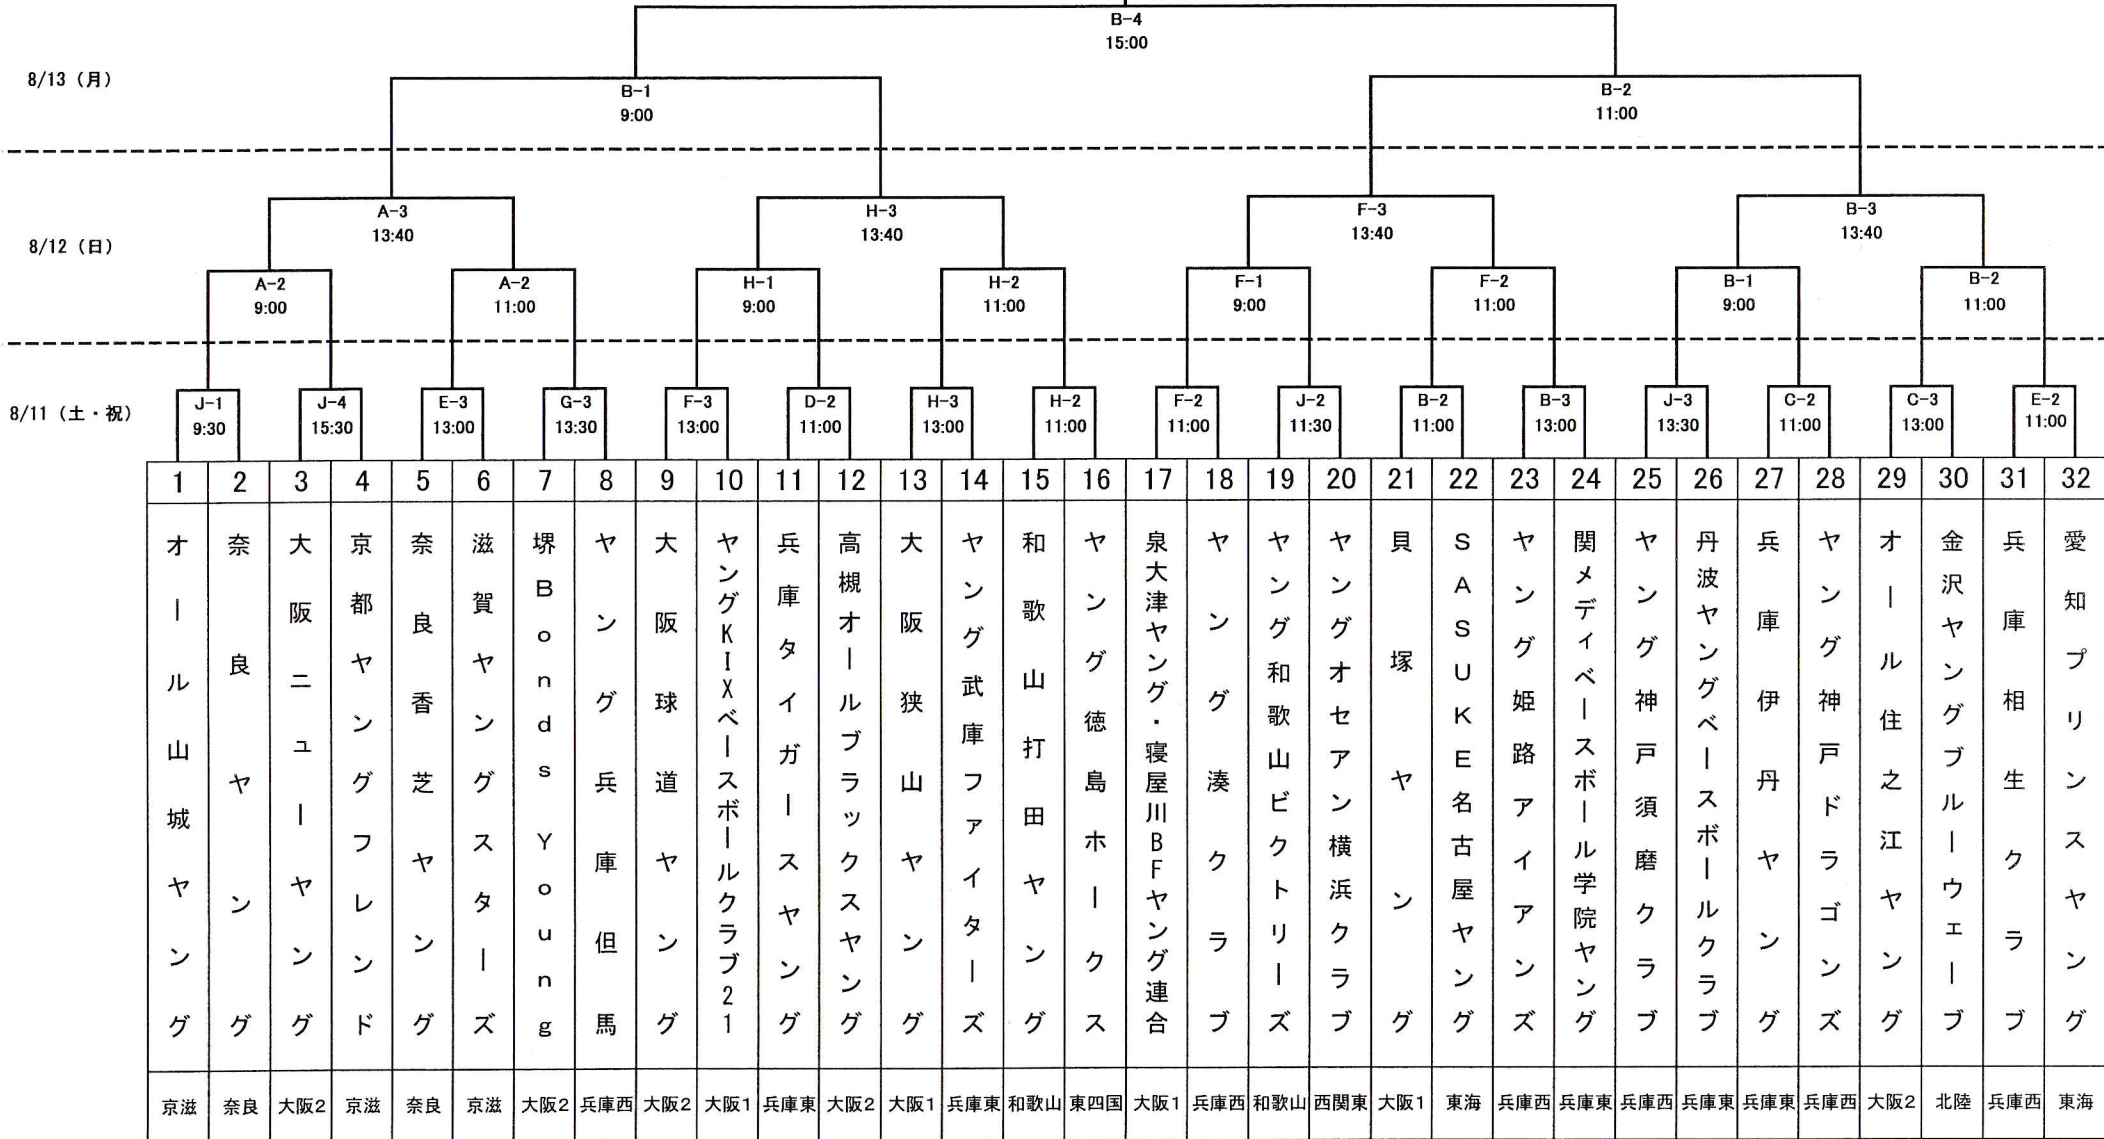 B-4
15:00
8/13 (月)
B-1
9:00
B-2
11:00
A-3
13:40
H-3
13:40
F-3
13:40
B-3
13:40
8/12 (日)
A-2
9:00
A-2
11:00
H-1
9:00
H-2
11:00
F-1
9:00
F-2
11:00
B-1
9:00
B-2
11:00
8/11 (土・祝)
J-1
9:30
J-4
15:30
E-3
13:00
G-3
13:30
F-3
13:00
D-2
11:00
H-3
13:00
H-2
11:00
F-2
11:00
J-2
11:30
B-2
11:00
B-3
13:00
J-3
13:30
C-2
11:00
C-3
13:00
E-2
11:00
1 2 3 4 5 6 7 8 9 10 11 12 13 14 15 16 17 18 19 20 21 22 23 24 25 26 27 28 29 30 31 32
オール山城ヤング
奈良ヤング
大阪ニューヤング
京都ヤングフレンド
奈良香芝ヤング
滋賀ヤングスターズ
堺Bonds Young
ヤング兵庫但馬
大阪球道ヤング
ヤングKIXベースボールクラブ21
兵庫タイガースヤング
高槻オールブラックスヤング
大阪狭山ヤング
ヤング武庫ファイターズ
和歌山打田ヤング
ヤング徳島ホークス
泉大津ヤング・寝屋川BFヤング連合
ヤング湊クラブ
ヤング和歌山ビクトリーズ
ヤングオセアン横浜クラブ
貝塚ヤング
SASUKE名古屋ヤング
ヤング姫路アイアンズ
関メディベースボール学院ヤング
ヤング神戸須磨クラブ
丹波ヤングベースボールクラブ
兵庫伊丹ヤング
ヤング神戸ドラゴンズ
オール住之江ヤング
金沢ヤングブルーウェーブ
兵庫相生クラブ
愛知プリンスヤング
京滋 奈良 大阪2 京滋 奈良 京滋 大阪2 兵庫西 大阪2 大阪1 兵庫東 大阪2 大阪1 兵庫東 和歌山 東四国 大阪1 兵庫西 和歌山 西関東 大阪1 東海 兵庫西 兵庫東 兵庫西 兵庫東 兵庫東 兵庫西 大阪2 北陸 兵庫西 東海